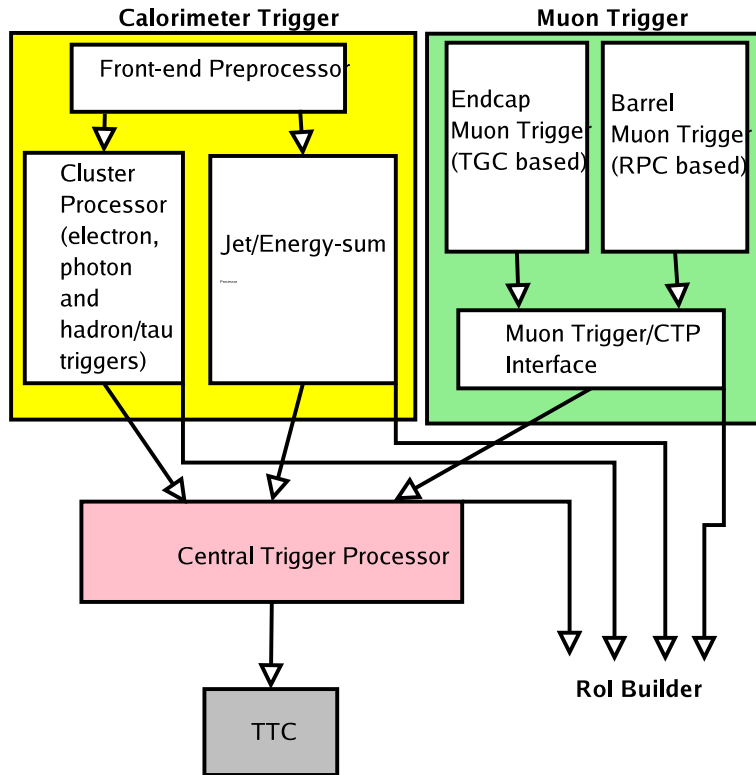 Calorimeter Trigger
Muon Trigger
Front-end Preprocessor
Cluster
Processor
(electron,
photon
and
hadron/tau
triggers)
Jet/Energy-sum
Processor
Endcap
Muon Trigger
(TGC based)
Barrel
Muon Trigger
(RPC based)
Muon Trigger/CTP
Interface
Central Trigger Processor
RoI Builder
TTC